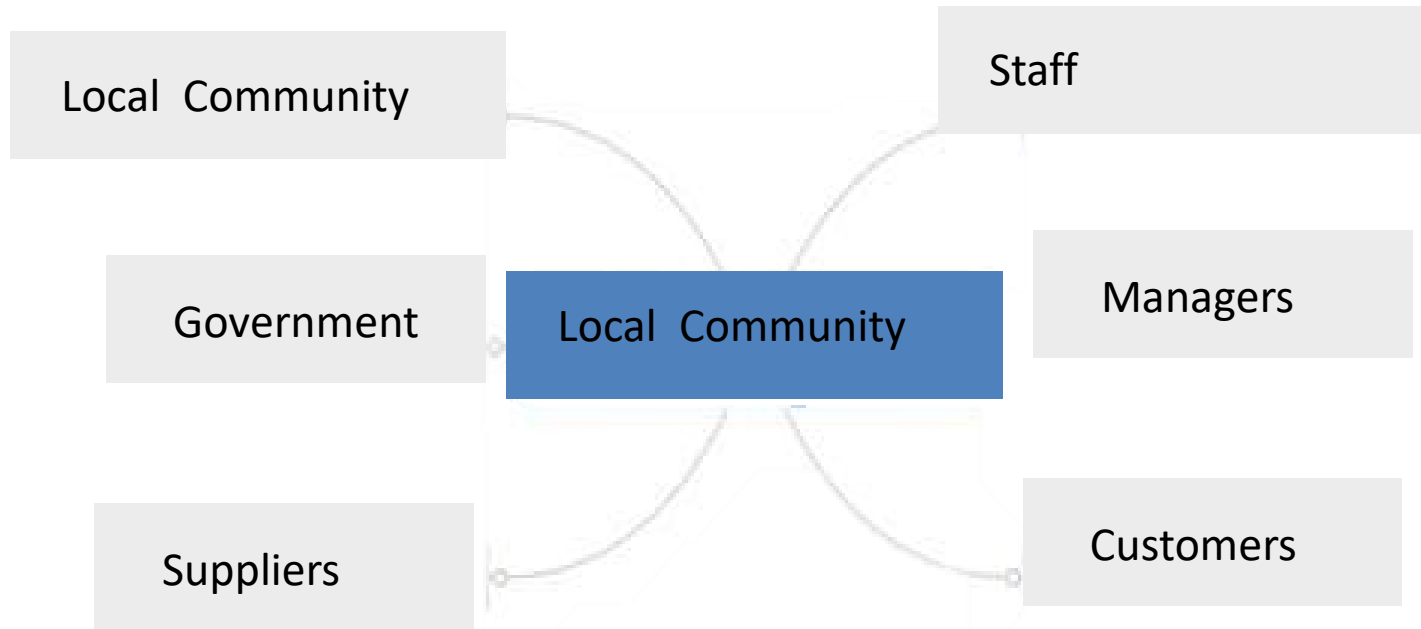 Local Community
Staff
Government
Local Community
Managers
Suppliers
Customers